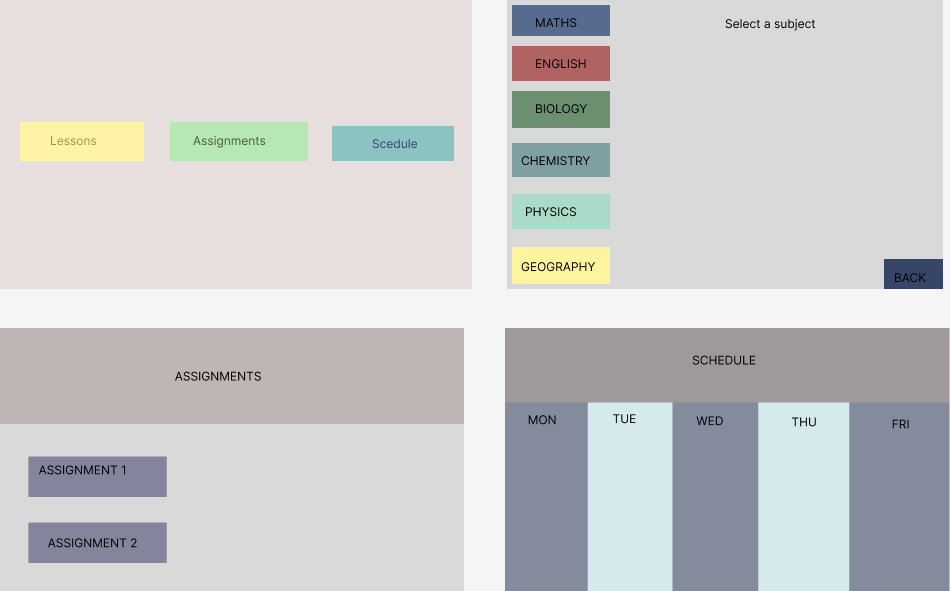 Lessons
Assignments
Scedule
MATHS
Select a subject
ENGLISH
BIOLOGY
CHEMISTRY
PHYSICS
GEOGRAPHY
BACK
ASSIGNMENTS
ASSIGNMENT 1
ASSIGNMENT 2
SCHEDULE
MON
TUE
WED
THU
FRI